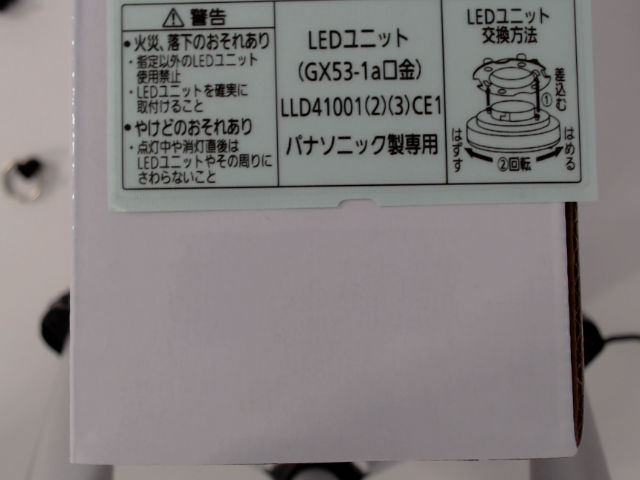 警告
•火災、落下のおそれあり
・指定以外のLEDユニット
使用禁止
・LEDユニットを確実に
取付けること
•やけどのおそれあり
・点灯中や消灯直後は
LEDユニットやその周りに
さわらないこと
LEDユニット
(GX53-1a口金)
LLD41001(2)(3)CE1
パナソニック製専用
LEDユニット
交換方法
差込む
①
はずす
はめる
②回転